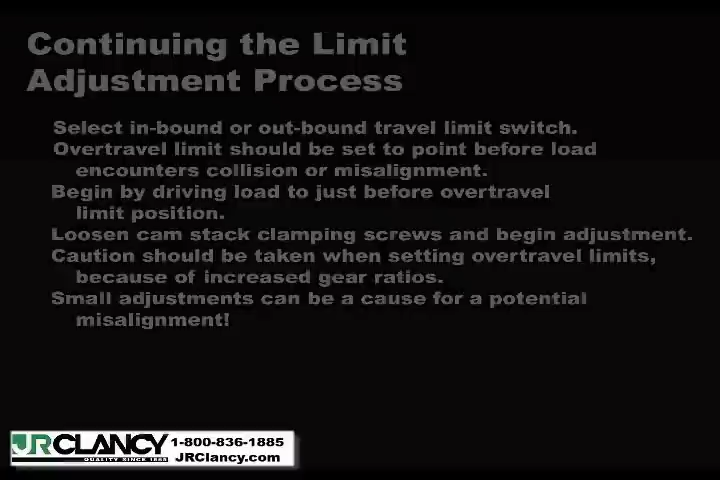 Continuing the Limit
Adjustment Process
Select in-bound or out-bound travel limit switch.
Overtravel limit should be set to point before load
encounters collision or misalignment.
Begin by driving load to just before overtravel
limit position.
Loosen cam stack clamping screws and begin adjustment.
Caution should be taken when setting overtravel limits,
because of increased gear ratios.
Small adjustments can be a cause for a potential
misalignment!
JRCLANCY 1-800-836-1885
QUALITY SINCE 1885 JRClancy.com